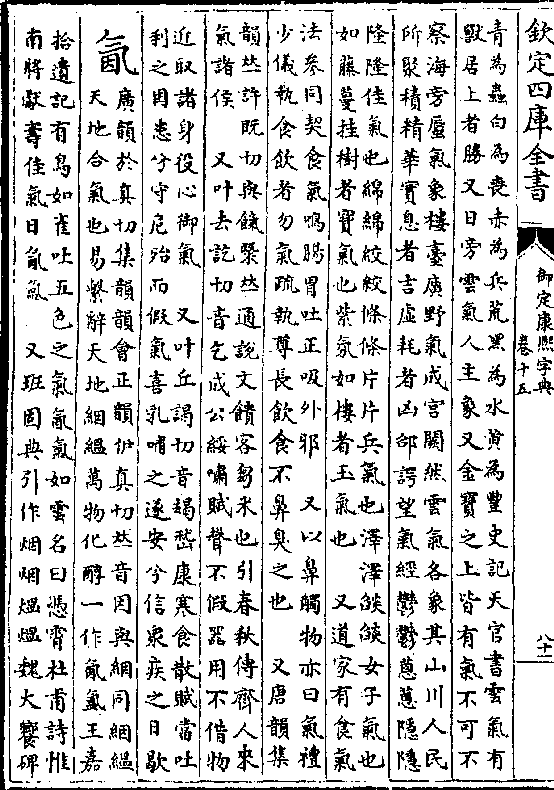 欽定四庫全書
御定康熙字典
卷十五
八十一
青為蟲白為喪赤為兵荒黑為水黃為豐史記天官書雲氣有
獸居上者勝又日旁雲氣人主象又金寶之上皆有氣不可不
察海旁蜃氣象樓臺廣野氣成宮闕然雲氣各象其山川人民
所聚積精華實息者吉虛耗者凶郤諤望氣經鬱鬱蔥蔥隱隱
隆隆佳氣也綿綿絞絞條條片片兵氣也澤澤燄燄女子氣也
如藤蔓挂樹者寶氣也紫氛如樓者玉氣也 又道家有食氣
法參同契食氣鳴腸胃吐正吸外邪 又以鼻觸物亦曰氣禮
少儀執食飲者勿氣疏執尊長飲食不鼻臭之也 又唐韻集
韻𠀤許既切與餼槩𠀤通說文饋客芻米也引春秋傳齊人來
氣諸侯 又叶去訖切音乞成公綏嘯賦聲不假器用不借物
近取諸身役心御氣 又叶丘謁切音朅嵇康寒食散賦當吐
利之困患兮守危殆而假氣喜乳哺之遂安兮信衆疾之日歇
氤
廣韻於真切集韻韻會正韻伊真切𠀤音因與絪同絪縕
天地合氣也易繫辭天地絪縕萬物化醇一作氤氳王嘉
拾遺記有鳥如雀吐五色之氣氤氲如雲名曰憑霄杜甫詩惟
南將獻壽佳氣日氤氳 又班固典引作烟烟熅熅魏大饗碑